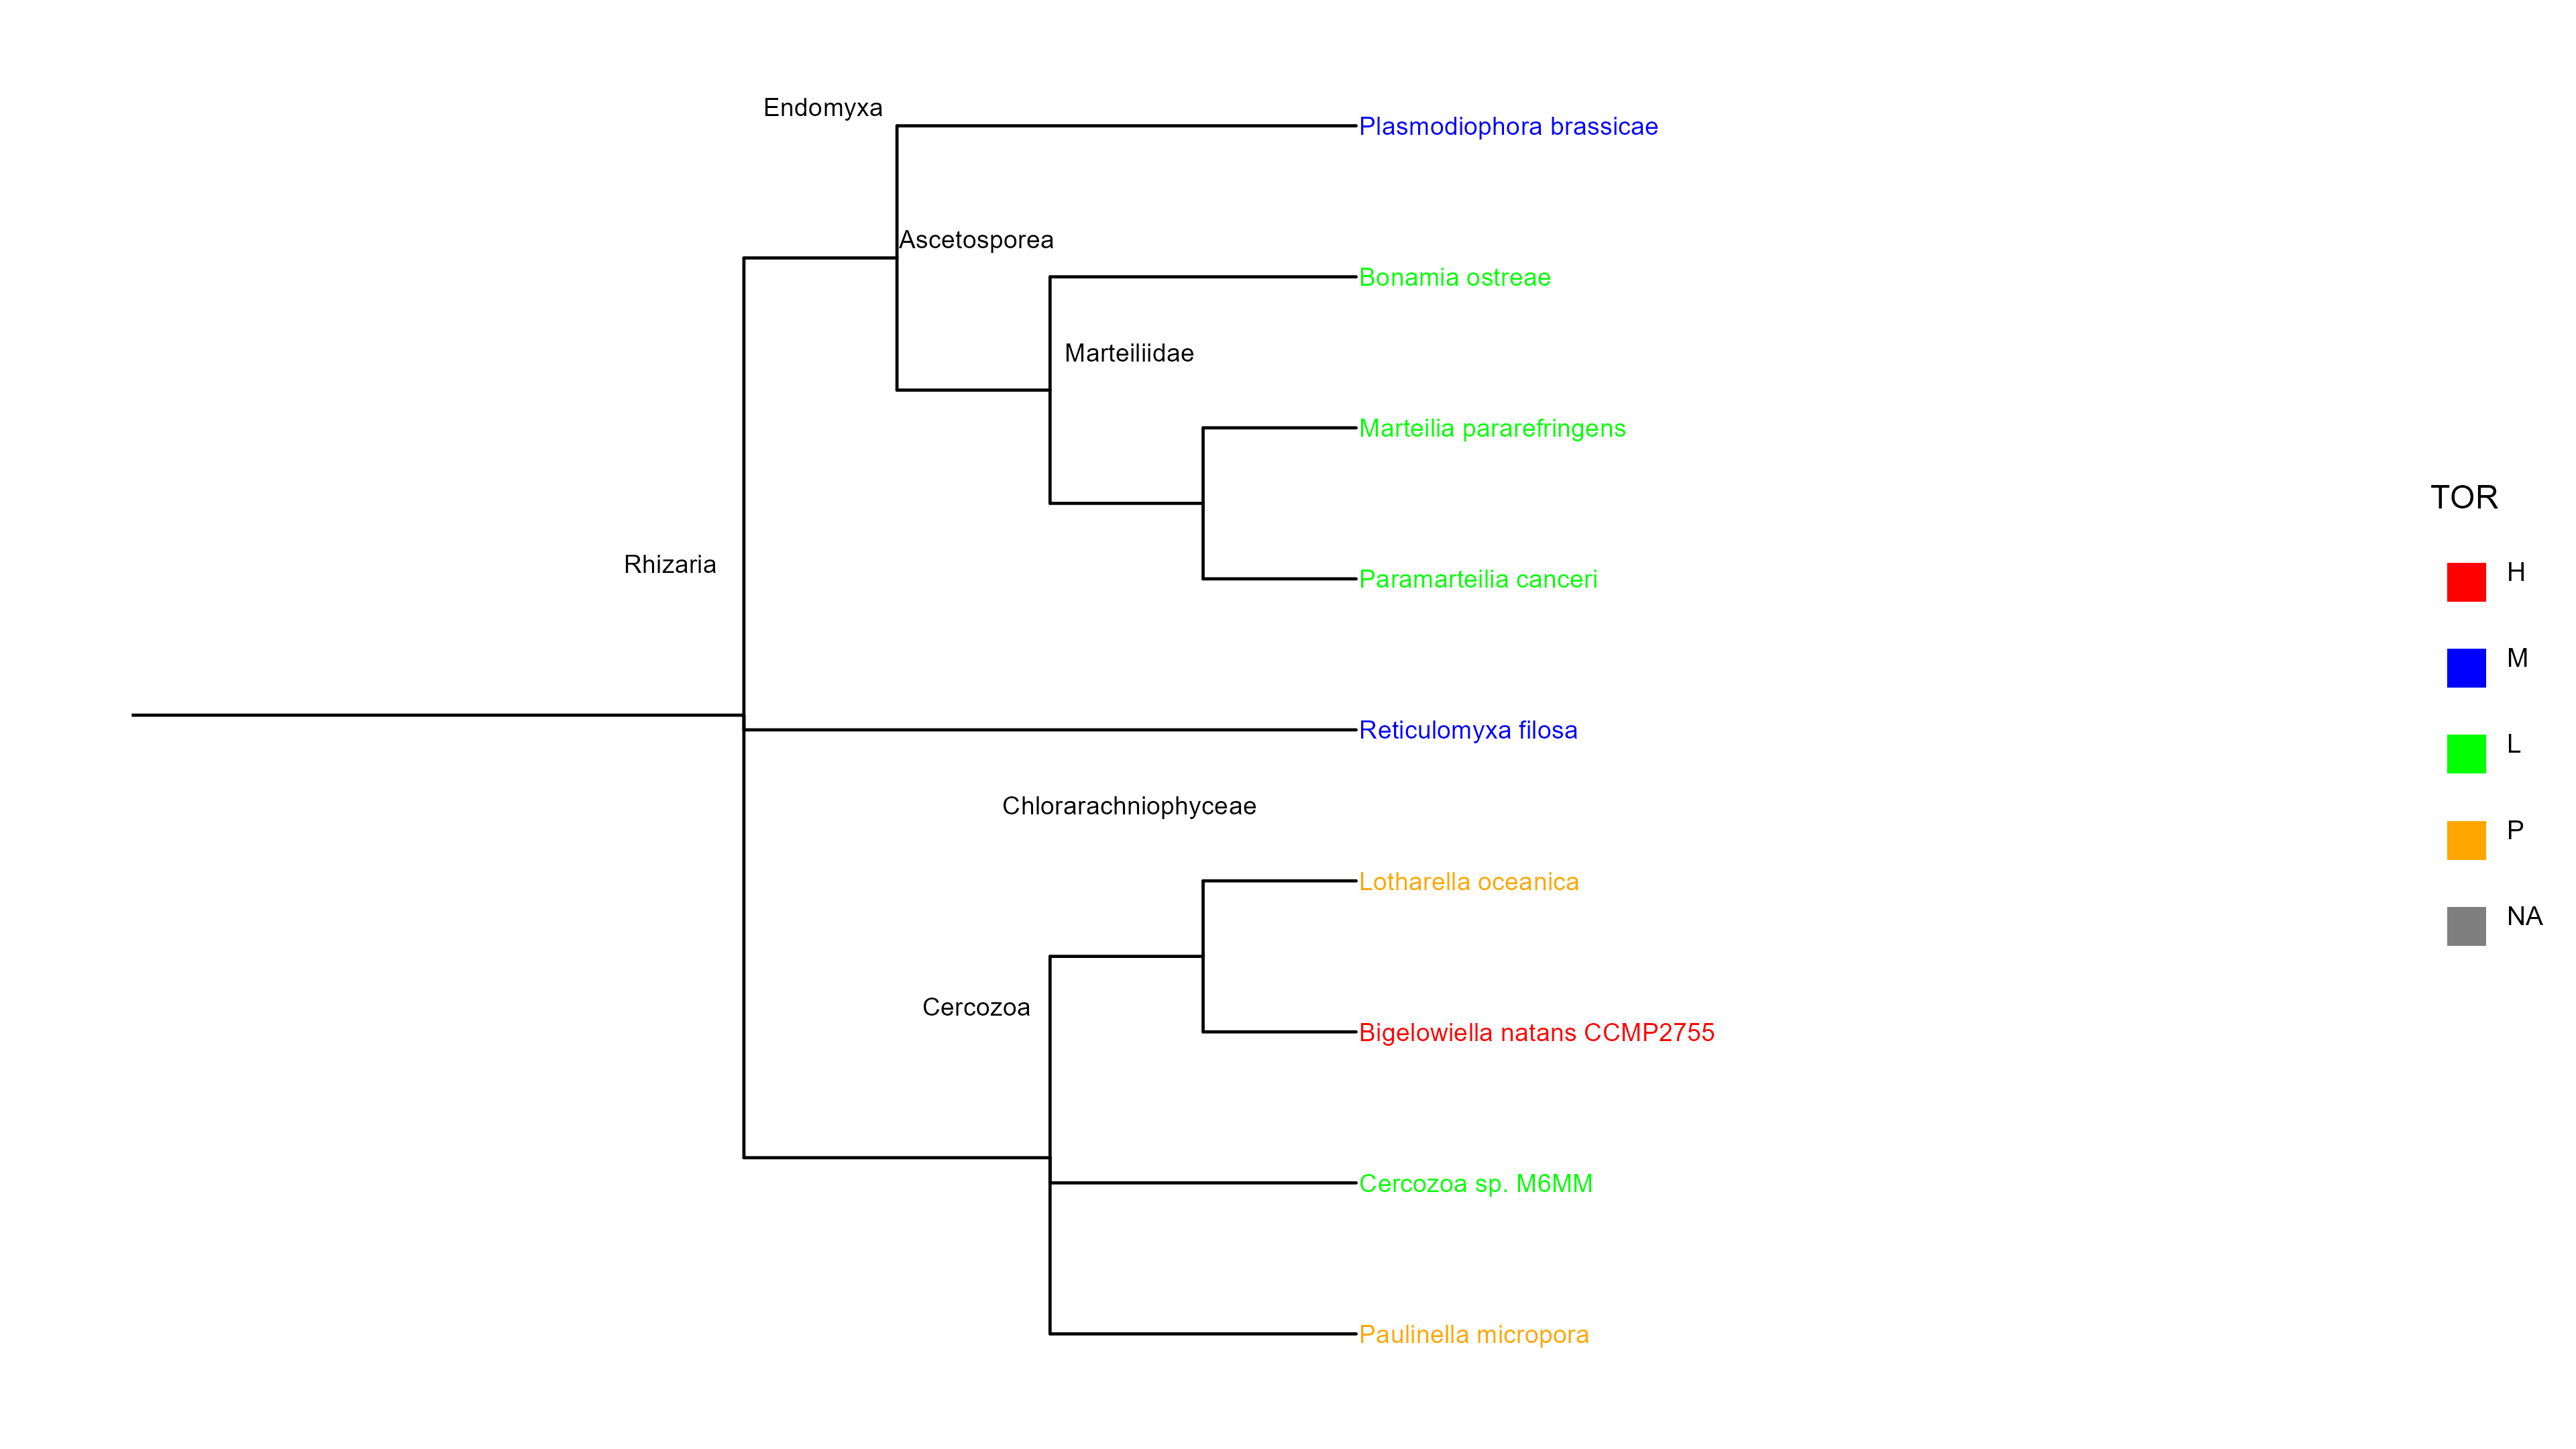 Endomyxa
Plasmodiophora brassicae
Ascetosporea
Bonamia ostreae
Marteiliidae
Marteilia pararefringens
Rhizaria
Paramarteilia canceri
Reticulomyxa filosa
Chlorarachniophyceae
Lotharella oceanica
Cercozoa
Bigelowiella natans CCMP2755
Cercozoa sp. M6MM
Paulinella micropora
TOR
H
M
L
P
NA